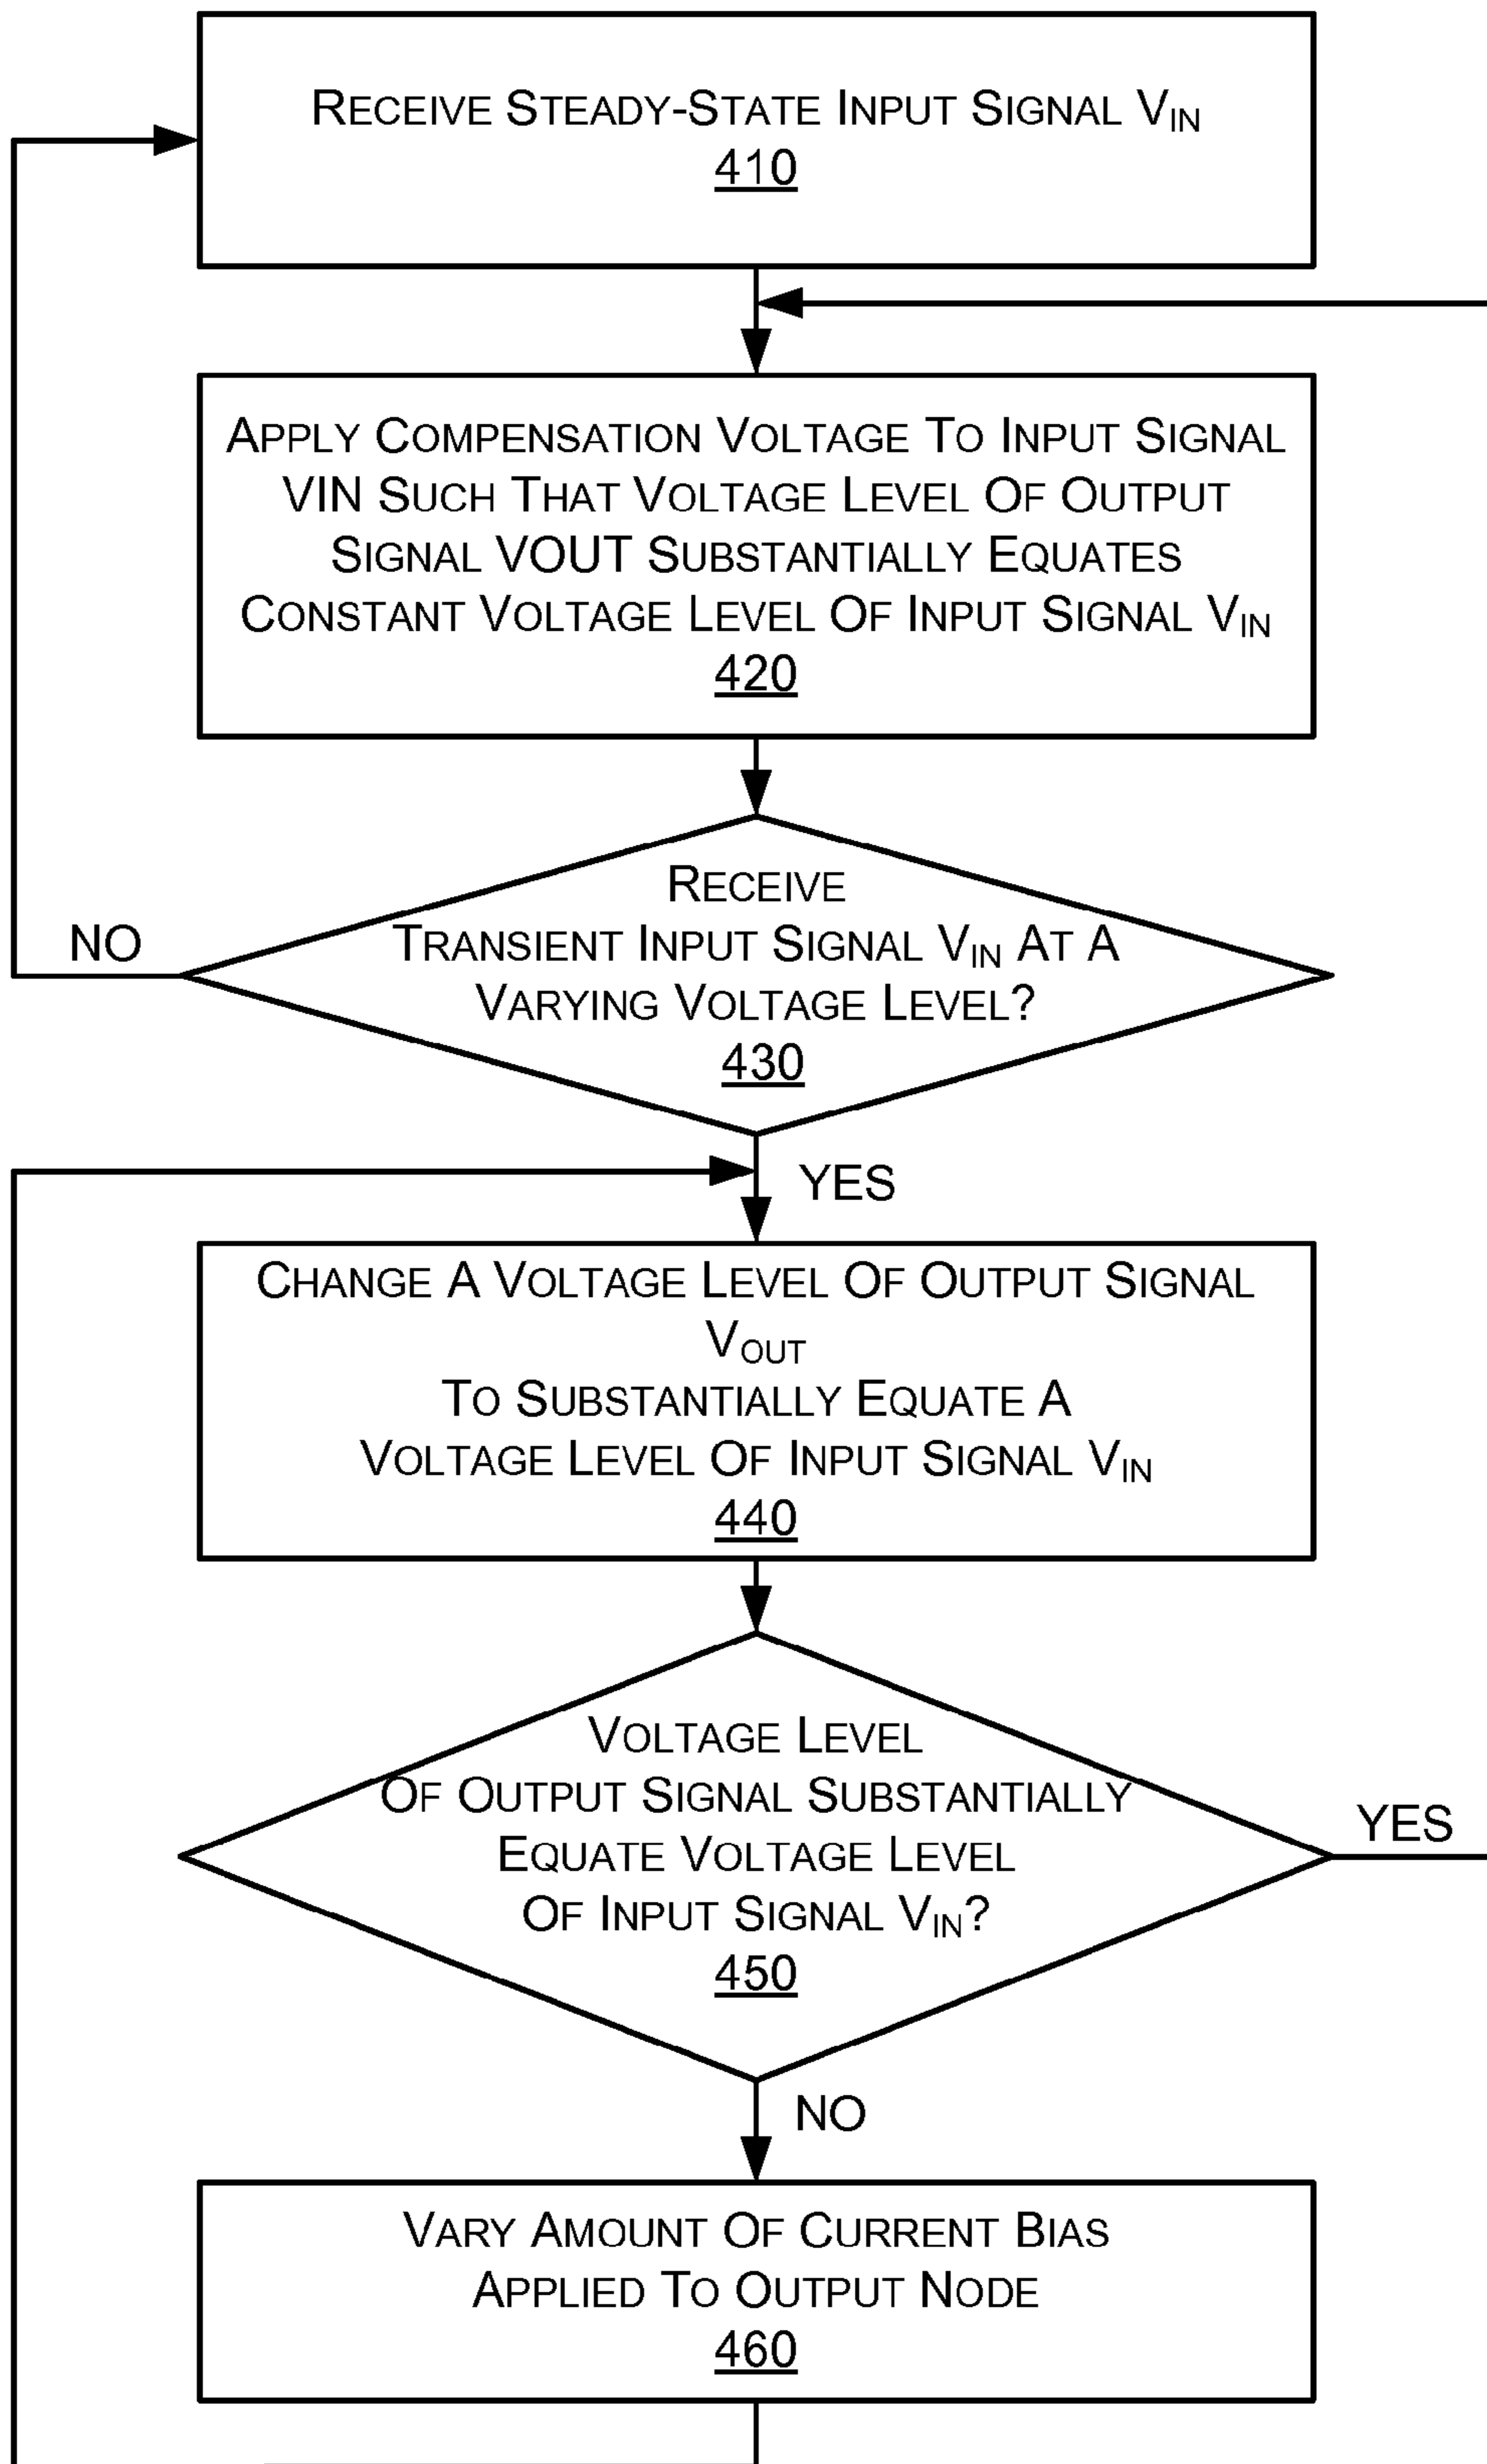 RECEIVE STEADY-STATE INPUT SIGNAL VIN
410
APPLY COMPENSATION VOLTAGE TO INPUT SIGNAL
VIN SUCH THAT VOLTAGE LEVEL OF OUTPUT
SIGNAL VOUT SUBSTANTIALLY EQUATES
CONSTANT VOLTAGE LEVEL OF INPUT SIGNAL VIN
420
RECEIVE
TRANSIENT INPUT SIGNAL VIN AT A
VARYING VOLTAGE LEVEL?
430
NO
YES
CHANGE A VOLTAGE LEVEL OF OUTPUT SIGNAL
VOUT
TO SUBSTANTIALLY EQUATE A
VOLTAGE LEVEL OF INPUT SIGNAL VIN
440
VOLTAGE LEVEL
OF OUTPUT SIGNAL SUBSTANTIALLY
EQUATE VOLTAGE LEVEL
OF INPUT SIGNAL VIN?
450
YES
NO
VARY AMOUNT OF CURRENT BIAS
APPLIED TO OUTPUT NODE
460